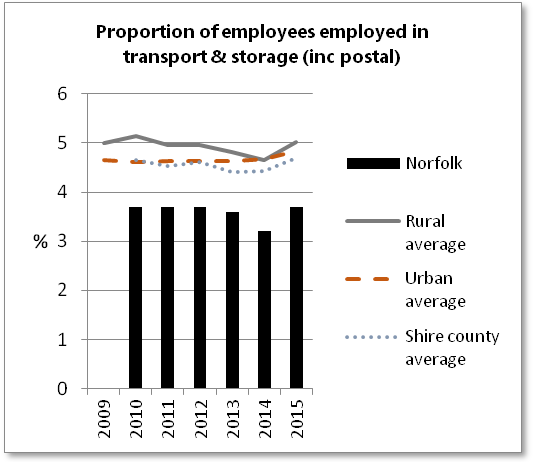 Proportion of employees employed in
transport & storage (inc postal)
6
5
4
3
2
1
0
%
2009
2010
2011
2012
2013
2014
2015
Norfolk
Rural
average
Urban
average
Shire county
average